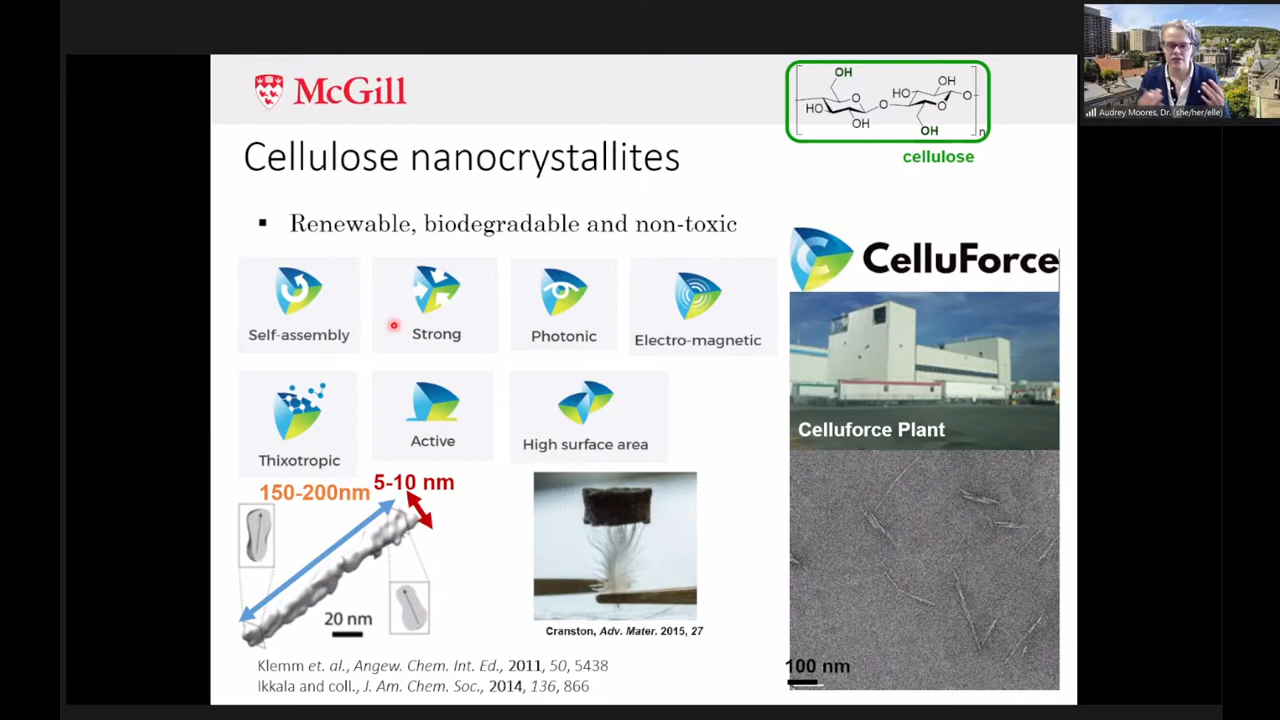 McGill
Cellulose nanocrystallites
OH
OH
HO
O
HO
O
O
O
OH
OH
n
cellulose
Audrey Moores, Dr. (she/her/elle)
▪ Renewable, biodegradable and non-toxic
CelluForce
Self-assembly
Strong
Photonic
Electro-magnetic
Thixotropic
Active
High surface area
Celluforce Plant
150-200nm
5-10 nm
20 nm
Cranston, Adv. Mater. 2015, 27
Klemm et. al., Angew. Chem. Int. Ed., 2011, 50, 5438
Ikkala and coll., J. Am. Chem. Soc., 2014, 136, 866
100 nm